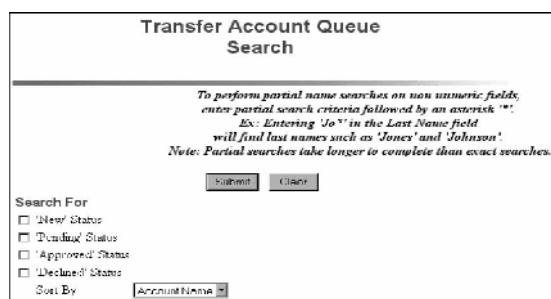 Transfer Account Queue
Search
To perform partial name searches on non numeric fields,
enter partial search criteria followed by an asterisk '*'.
Ex: Entering 'Jo*' in the Last Name field
will find last names such as 'Jones' and 'Johnson'.
Note: Partial searches take longer to complete than exact searches.
Submit Clear
Search For
'New' Status
'Pending' Status
'Approved' Status
'Declined' Status
Sort By Account Name